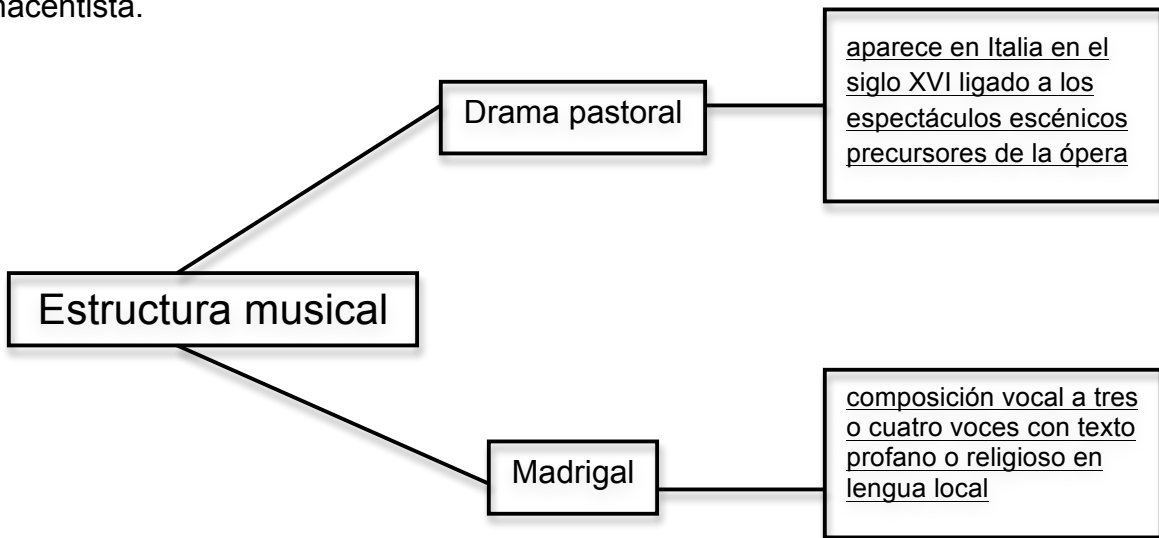 nacentista.
Drama pastoral
aparece en Italia en el
siglo XVI ligado a los
espectáculos escénicos
precursores de la ópera
Estructura musical
Madrigal
composición vocal a tres
o cuatro voces con texto
profano o religioso en
lengua local